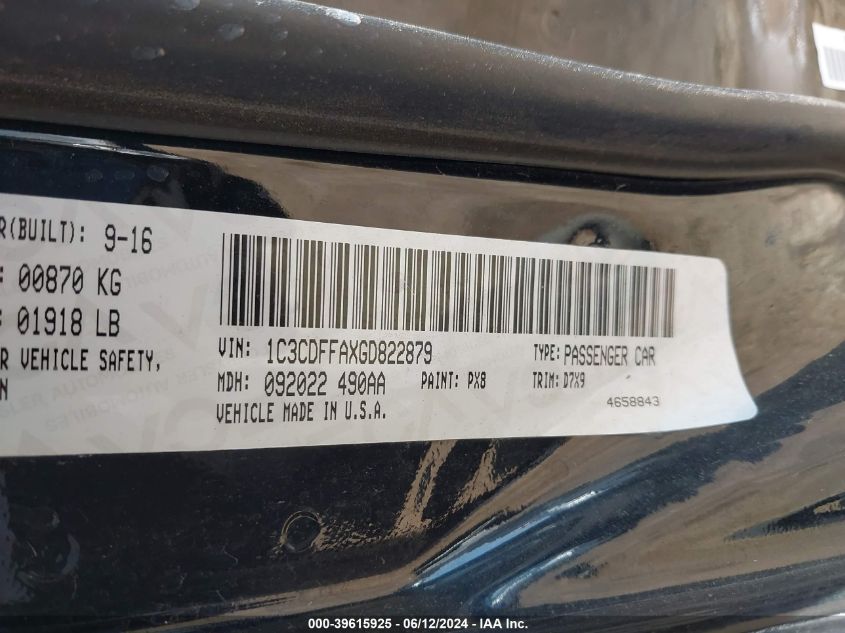 R(BUILT): 9-16
: 00870 KG
: 01918 LB
R VEHICLE SAFETY,
N
VIN: 1C3CDFFAXGD822879 TYPE: PASSENGER CAR
MDH: 092022 490AA PAINT: PX8 TRIM: D7X9
VEHICLE MADE IN U.S.A. 4658843
000-39615925 - 06/12/2024 - IAA Inc.